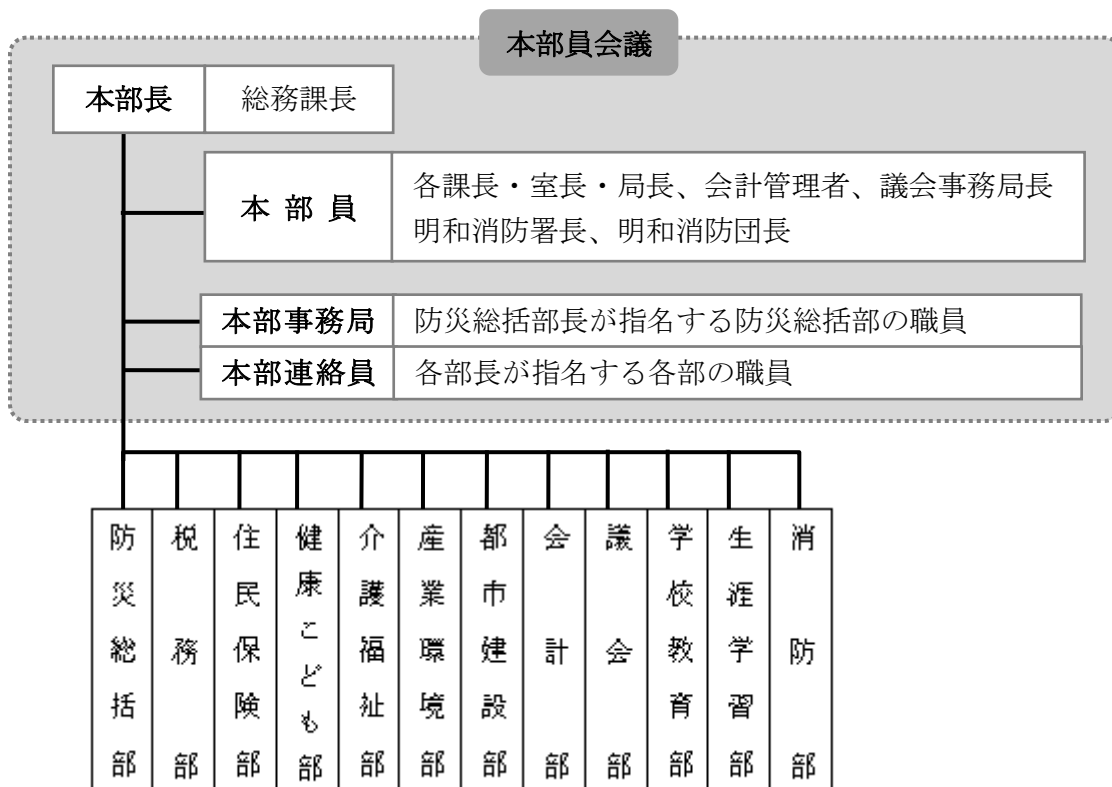 本部員会議
本部長 総務課長
本部員 各課長・室長・局長、会計管理者、議会事務局長
明和消防署長、明和消防団長
本部事務局 防災総括部長が指名する防災総括部の職員
本部連絡員 各部長が指名する各部の職員
防災総括部
税務部
住民保険部
健康こども部
介護福祉部
産業環境部
都市建設部
会計部
議会部
学校教育部
生涯学習部
消防部